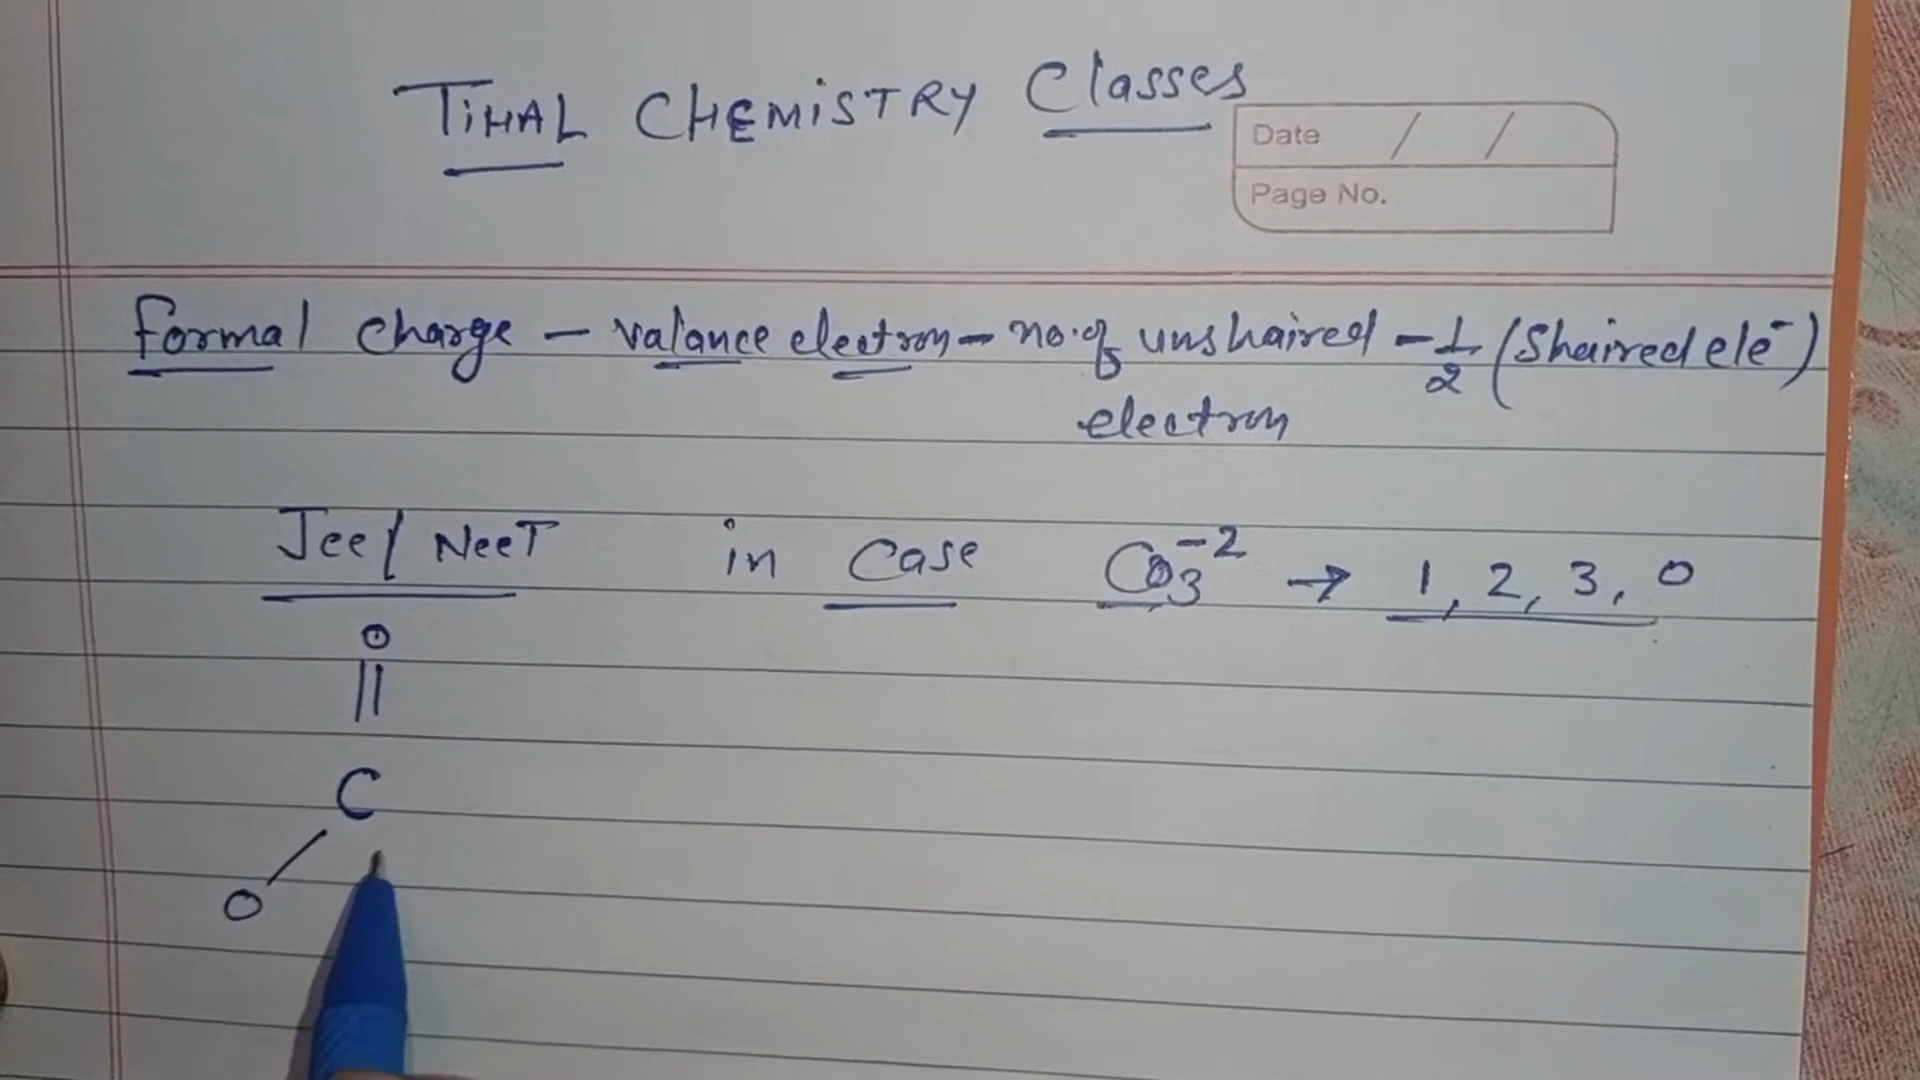 TiHAL CHEMiSTRY Classes
Date / /
Page No.
formal charge - valance electron - no. of unshaired - 1/2 (Shaired ele⁻)
electron
Jee/ NeeT in Case CO₃⁻² → 1, 2, 3, 0
O
||
C
O